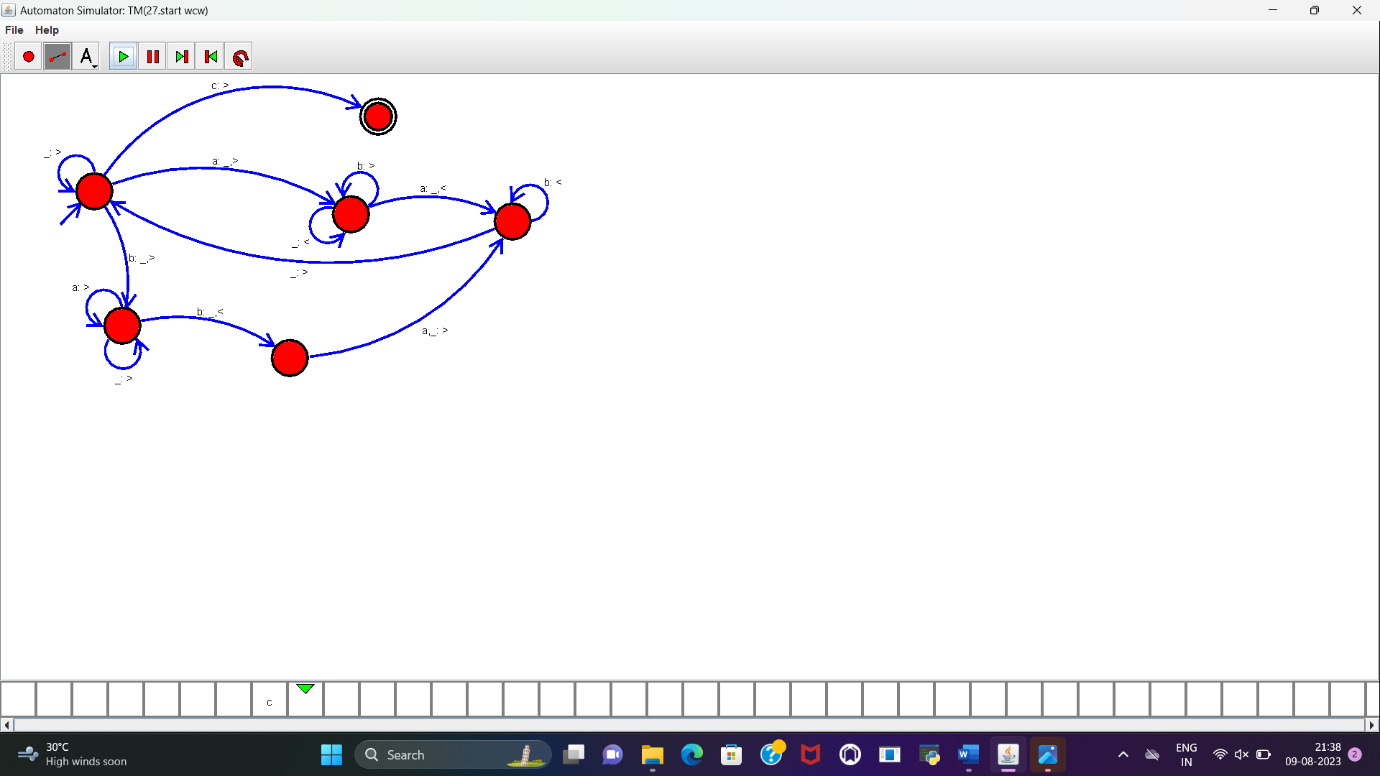 Automaton Simulator: TM(27.start wcw)
File Help
A
c: >
_: >
a: _,>
b: >
a: _,<
b: <
_: <
b: _,>
_: >
a: >
b: _,<
a,_: >
_: >
c
30°C
High winds soon
Search
ENG
IN
21:38
09-08-2023
2